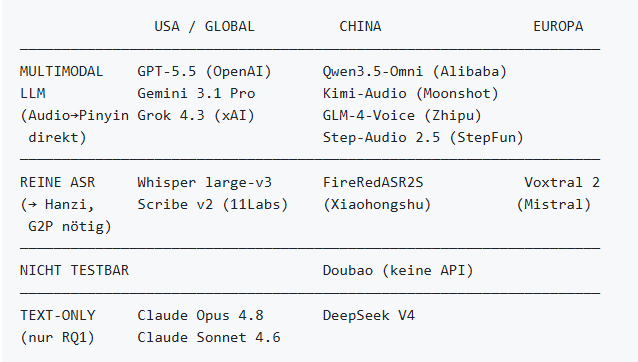 USA / GLOBAL CHINA EUROPA
MULTIMODAL GPT-5.5 (OpenAI) Qwen3.5-Omni (Alibaba)
LLM Gemini 3.1 Pro Kimi-Audio (Moonshot)
(Audio→Pinyin Grok 4.3 (xAI) GLM-4-Voice (Zhipu)
direkt) Step-Audio 2.5 (StepFun)
REINE ASR Whisper large-v3 FireRedASR2S Voxtral 2
(→ Hanzi, Scribe v2 (11Labs) (Xiaohongshu) (Mistral)
G2P nötig)
NICHT TESTBAR Doubao (keine API)
TEXT-ONLY Claude Opus 4.8 DeepSeek V4
(nur RQ1) Claude Sonnet 4.6